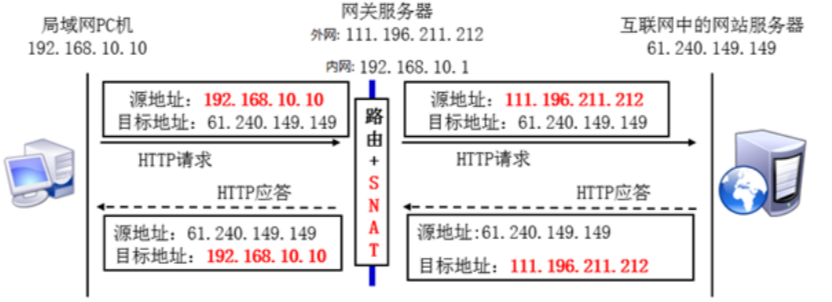 局域网PC机
192.168.10.10
网关服务器
外网: 111.196.211.212
内网: 192.168.10.1
互联网中的网站服务器
61.240.149.149
源地址: 192.168.10.10
目标地址: 61.240.149.149
HTTP请求
HTTP应答
源地址: 61.240.149.149
目标地址: 192.168.10.10
路由+SNAT
源地址: 111.196.211.212
目标地址: 61.240.149.149
HTTP请求
HTTP应答
源地址:61.240.149.149
目标地址: 111.196.211.212